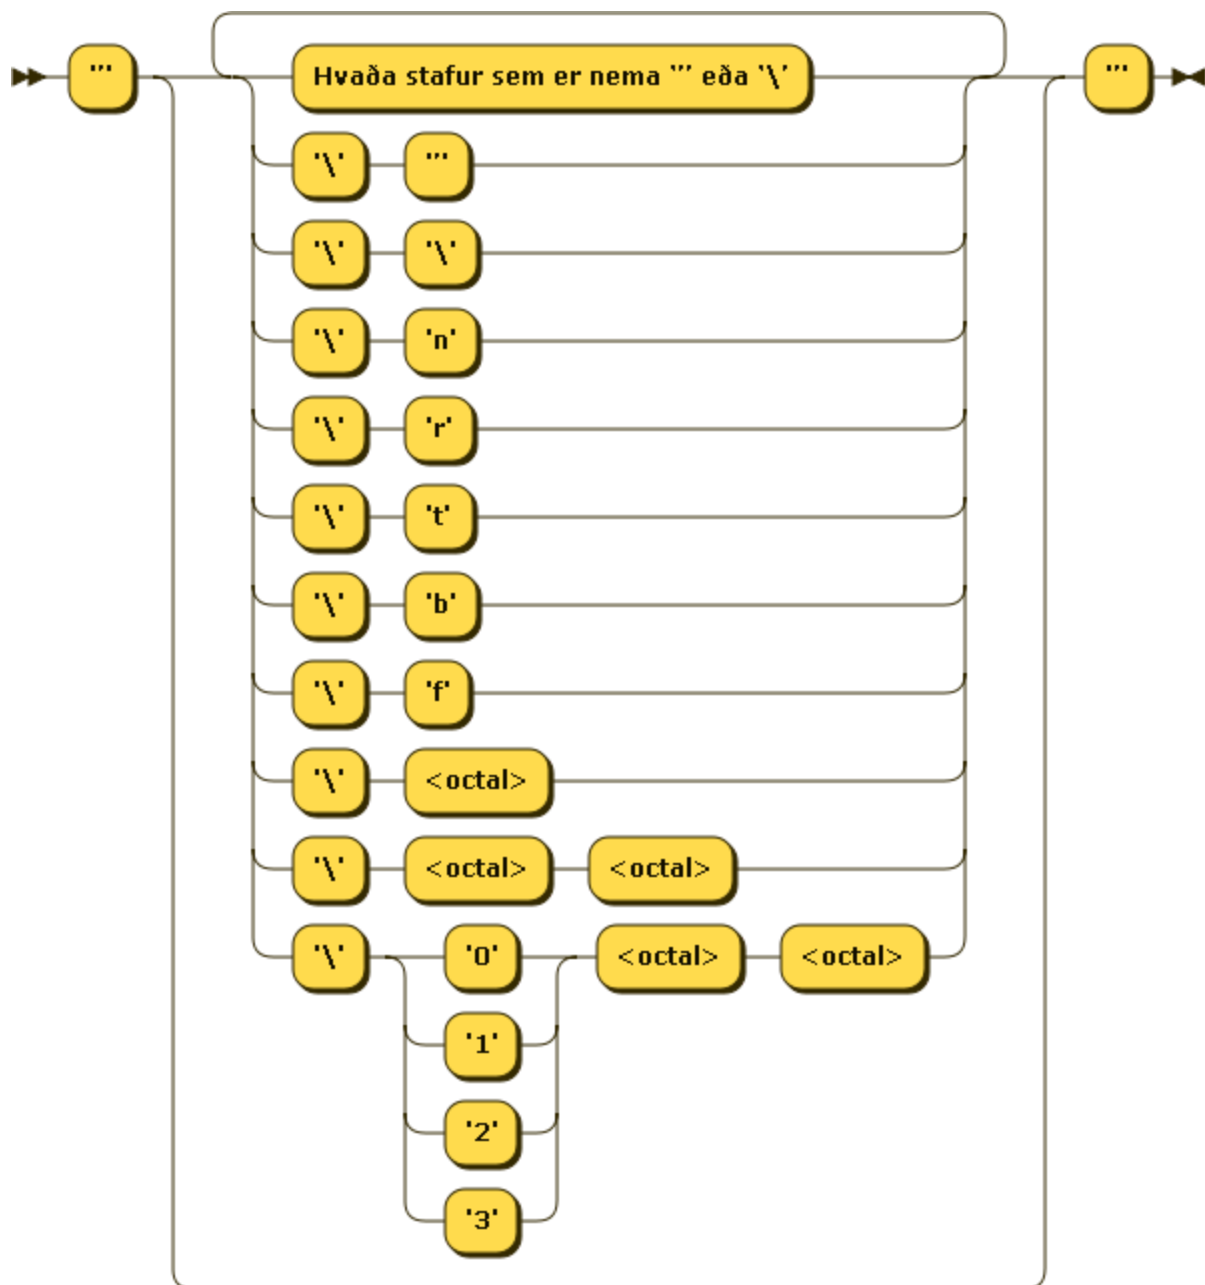 ''' Hvaða stafur sem er nema ''' eða '\' '''
'\' '''
'\' '\'
'\' 'n'
'\' 'r'
'\' 't'
'\' 'b'
'\' 'f'
'\' <octal>
'\' <octal> <octal>
'\' '0' <octal> <octal>
'1'
'2'
'3'